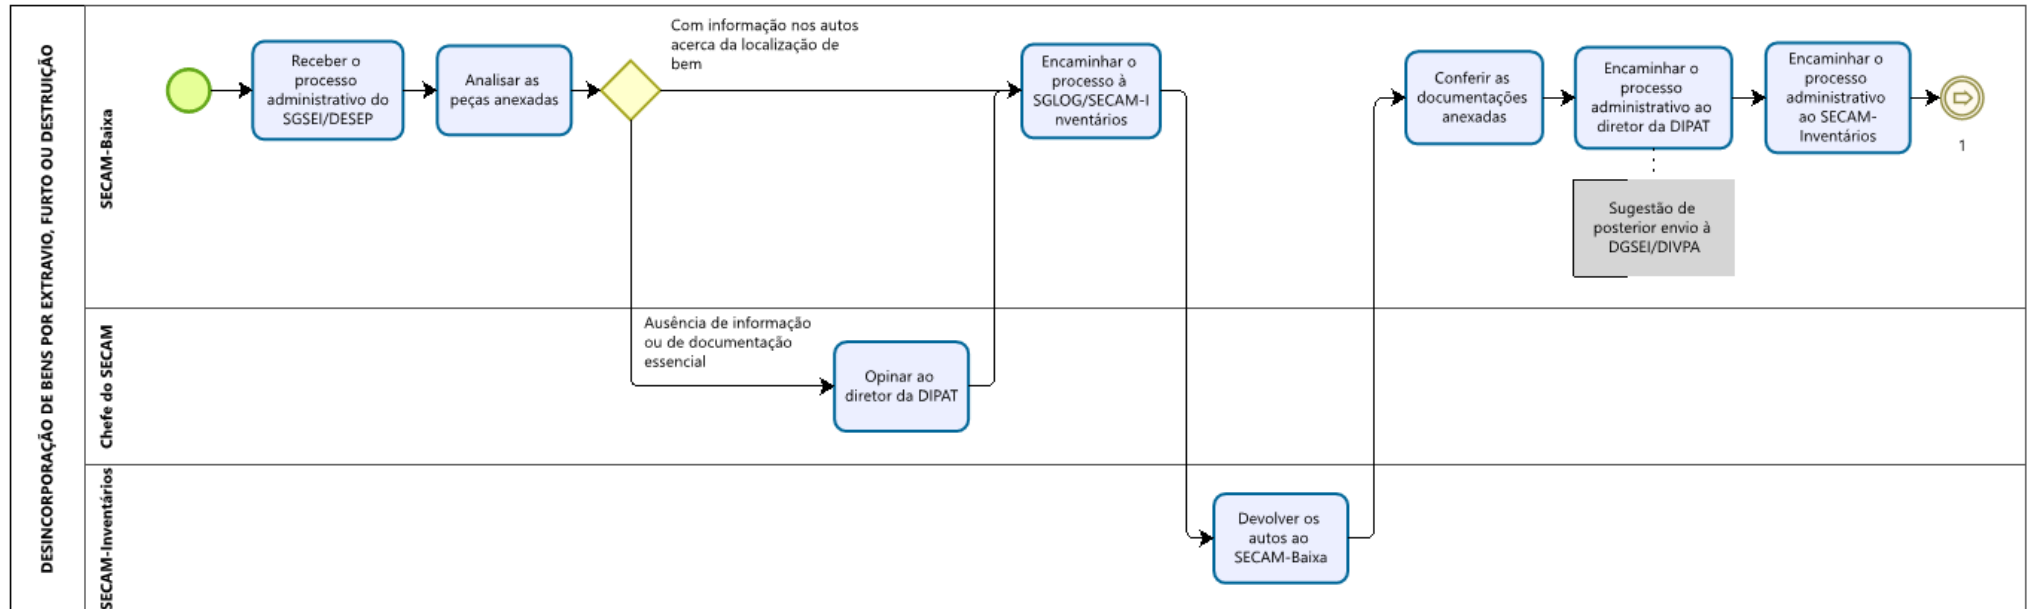 DESINCORPORAÇÃO DE BENS POR EXTRAVIO, FURTO OU DESTRUIÇÃO
SECAM-Baixa
Receber o
processo
administrativo do
SGSEI/DESEP
Analisar as
peças anexadas
Com informação nos autos
acerca da localização de
bem
Encaminhar o
processo à
SGLOG/SECAM-I
nventários
Conferir as
documentações
anexadas
Encaminhar o
processo
administrativo ao
diretor da DIPAT
Encaminhar o
processo
administrativo
ao SECAM-
Inventários
1
Sugestão de
posterior envio à
DGSEI/DIVPA
Chefe do SECAM
Ausência de informação
ou de documentação
essencial
Opinar ao
diretor da DIPAT
SECAM-Inventários
Devolver os
autos ao
SECAM-Baixa